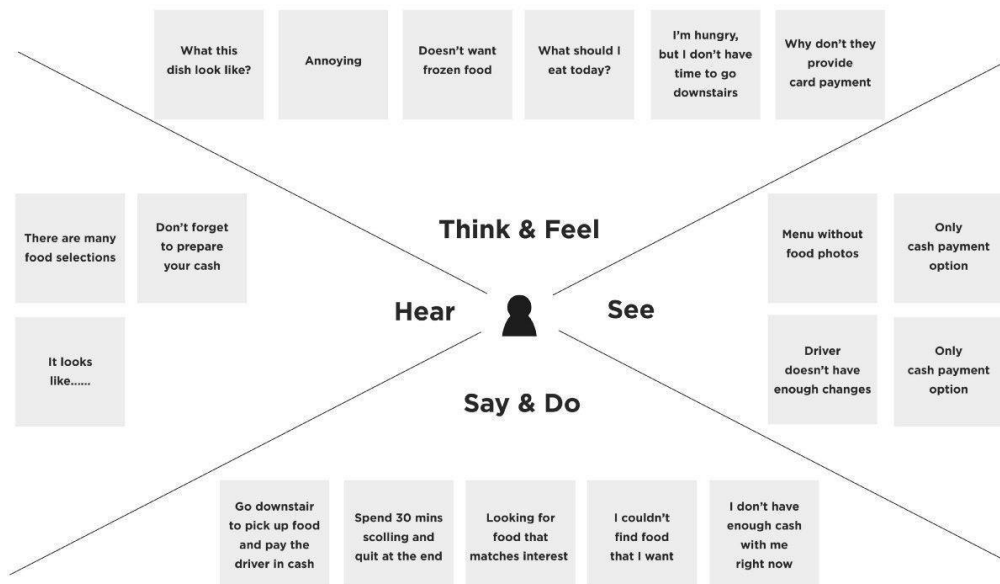 What this
dish look like?
Annoying
Doesn't want
frozen food
What should I
eat today?
I'm hungry,
but I don't have
time to go
downstairs
Why don't they
provide
card payment
Think & Feel
There are many
food selections
Don't forget
to prepare
your cash
It looks
like......
Hear
See
Menu without
food photos
Only
cash payment
option
Driver
doesn't have
enough changes
Only
cash payment
option
Say & Do
Go downstair
to pick up food
and pay the
driver in cash
Spend 30 mins
scolling and
quit at the end
Looking for
food that
matches interest
I couldn't
find food
that I want
I don't have
enough cash
with me
right now